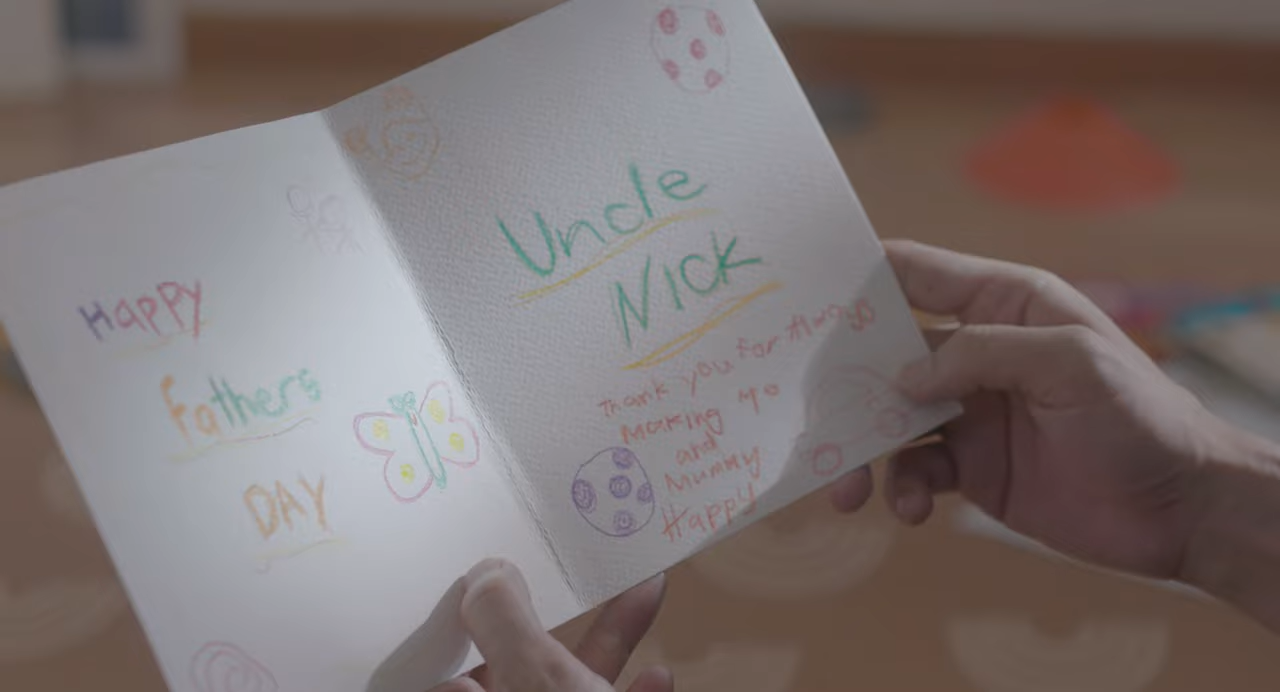 Happy
Fathers
DAY
Uncle
NICK
Thank you for Always
Making Me
and
Mummy
Happy